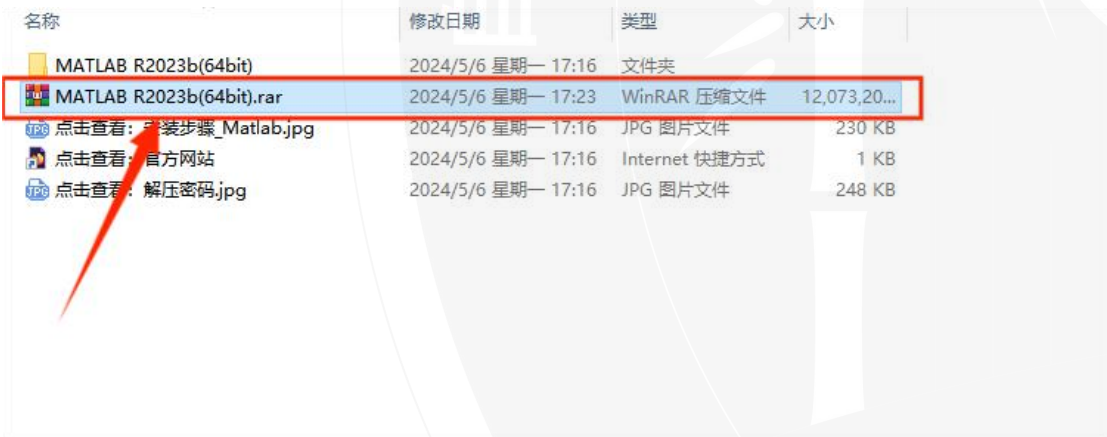 名称 修改日期 类型 大小
MATLAB R2023b(64bit) 2024/5/6 星期一 17:16 文件夹
MATLAB R2023b(64bit).rar 2024/5/6 星期一 17:23 WinRAR 压缩文件 12,073,20...
点击查看：安装步骤_Matlab.jpg 2024/5/6 星期一 17:16 JPG 图片文件 230 KB
点击查看：官方网站 2024/5/6 星期一 17:16 Internet 快捷方式 1 KB
点击查看：解压密码.jpg 2024/5/6 星期一 17:16 JPG 图片文件 248 KB